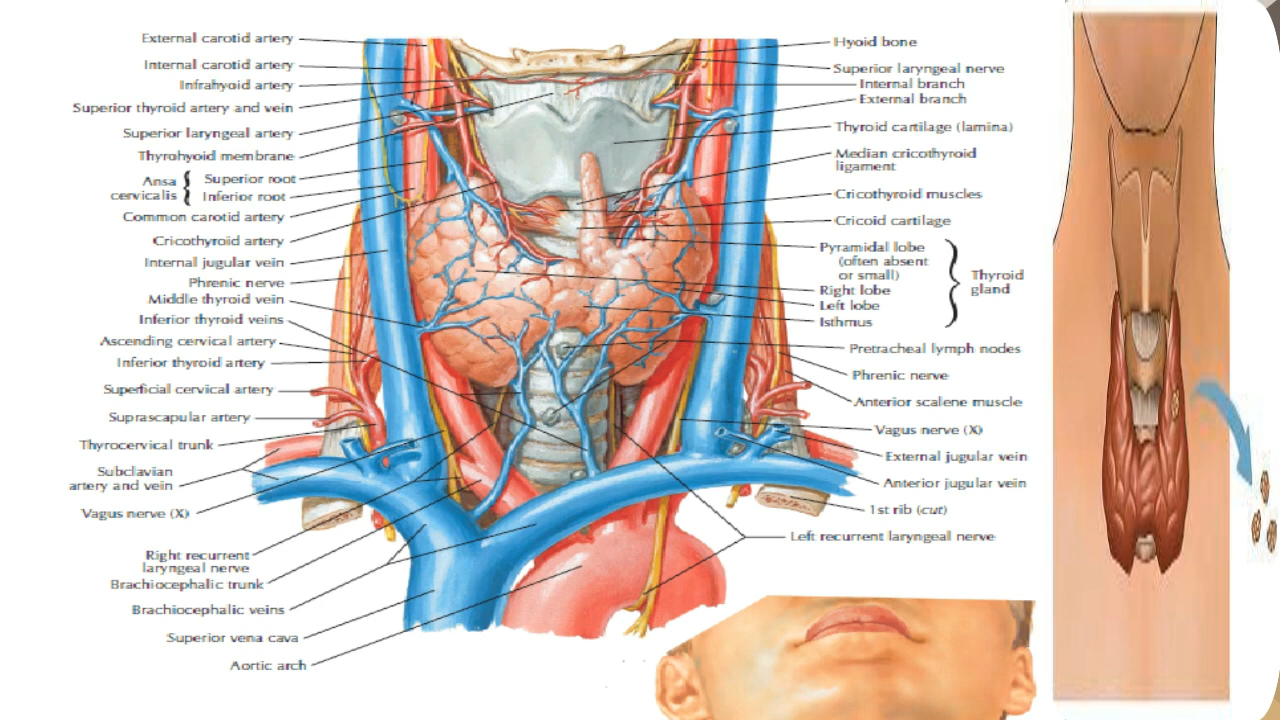 External carotid artery
Internal carotid artery
Infrahyoid artery
Superior thyroid artery and vein
Superior laryngeal artery
Thyrohyoid membrane
Ansa cervicalis { Superior root
Inferior root
Common carotid artery
Cricothyroid artery
Internal jugular vein
Phrenic nerve
Middle thyroid vein
Inferior thyroid veins
Ascending cervical artery
Inferior thyroid artery
Superficial cervical artery
Suprascapular artery
Thyrocervical trunk
Subclavian
artery and vein
Vagus nerve (X)
Right recurrent
laryngeal nerve
Brachiocephalic trunk
Brachiocephalic veins
Superior vena cava
Aortic arch
Hyoid bone
Superior laryngeal nerve
Internal branch
External branch
Thyroid cartilage (lamina)
Median cricothyroid
ligament
Cricothyroid muscles
Cricoid cartilage
Pyramidal lobe
(often absent
or small)
Right lobe
Left lobe
Isthmus
} Thyroid
gland
Pretracheal lymph nodes
Phrenic nerve
Anterior scalene muscle
Vagus nerve (X)
External jugular vein
Anterior jugular vein
1st rib (cut)
Left recurrent laryngeal nerve